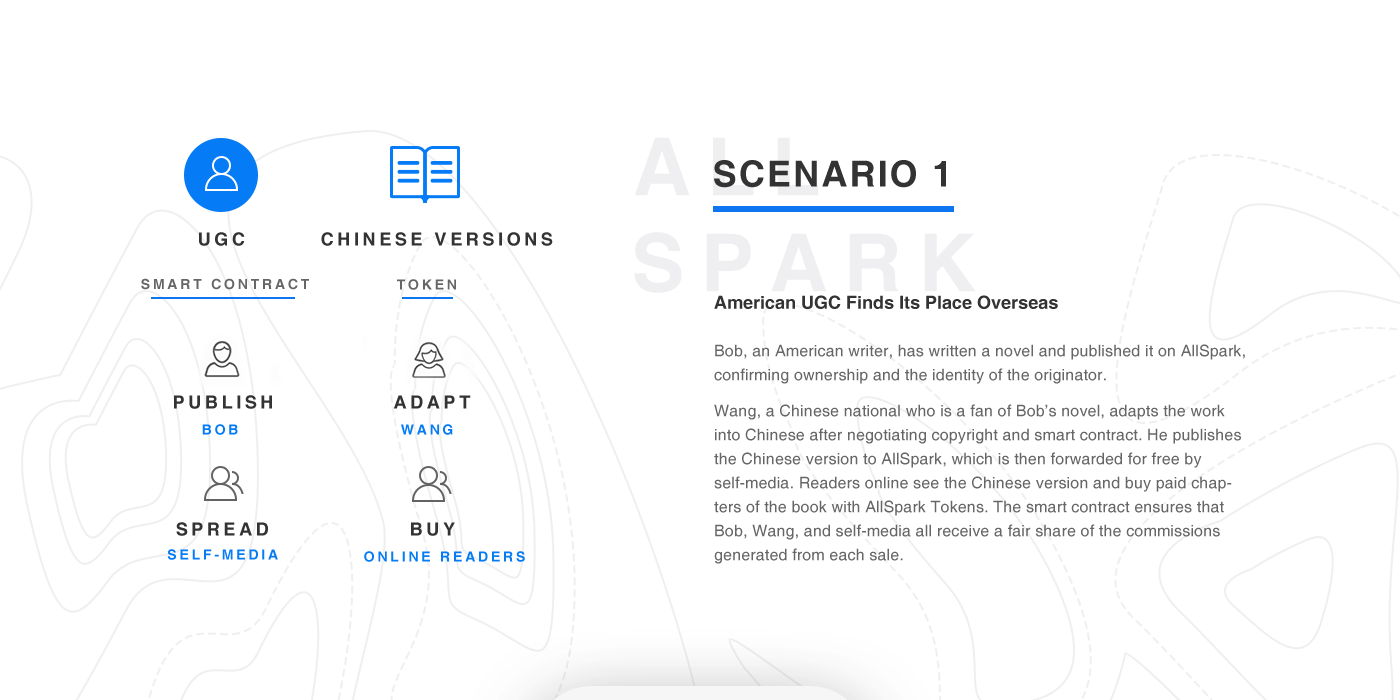 UGC
CHINESE VERSIONS
SMART CONTRACT
TOKEN
PUBLISH
BOB
ADAPT
WANG
SPREAD
SELF-MEDIA
BUY
ONLINE READERS
ALL
SPARK
SCENARIO 1
American UGC Finds Its Place Overseas
Bob, an American writer, has written a novel and published it on AllSpark,
confirming ownership and the identity of the originator.
Wang, a Chinese national who is a fan of Bob’s novel, adapts the work
into Chinese after negotiating copyright and smart contract. He publishes
the Chinese version to AllSpark, which is then forwarded for free by
self-media. Readers online see the Chinese version and buy paid chap-
ters of the book with AllSpark Tokens. The smart contract ensures that
Bob, Wang, and self-media all receive a fair share of the commissions
generated from each sale.